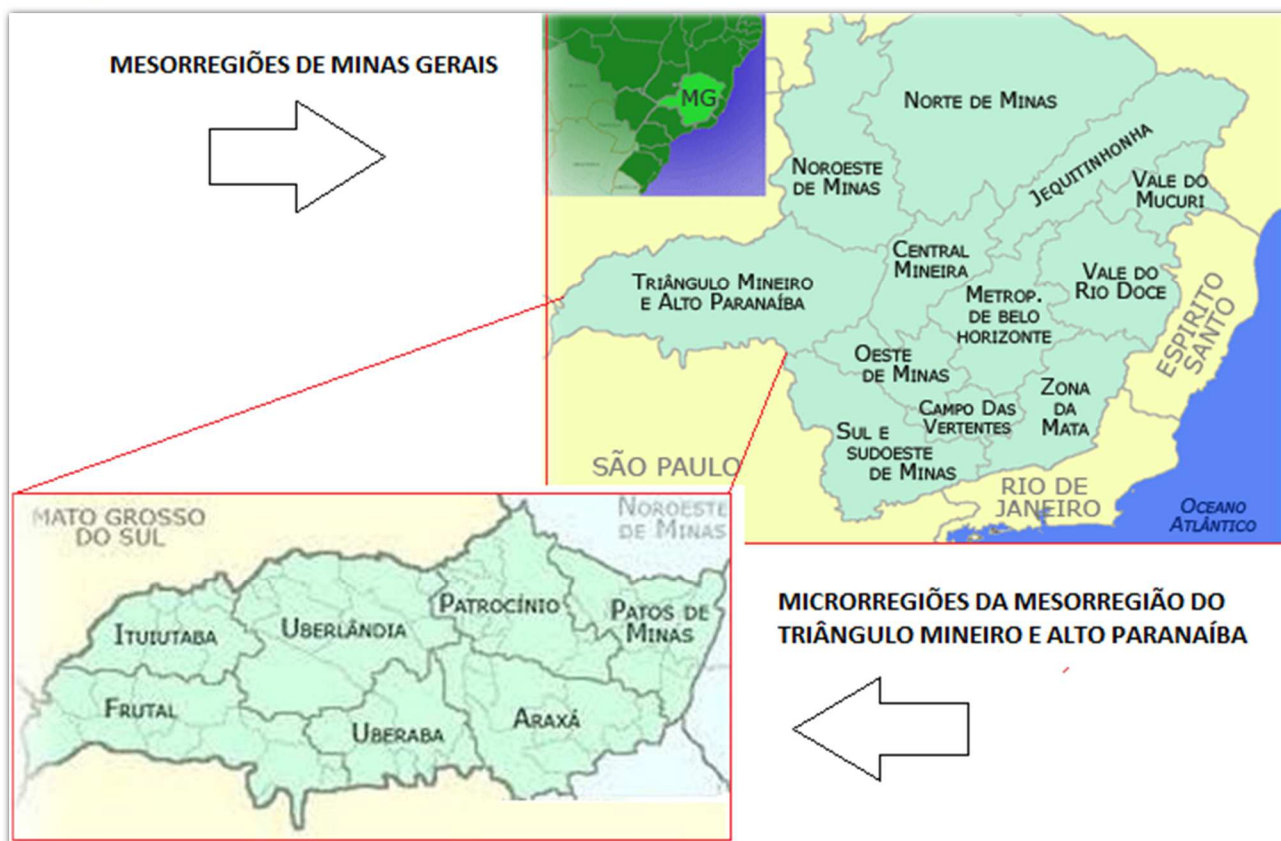 MESORREGIÕES DE MINAS GERAIS
MG
NORTE DE MINAS
NOROESTE
DE MINAS
JEQUITINHONHA
VALE DO
MUCURI
CENTRAL
MINEIRA
TRIÂNGULO MINEIRO
E ALTO PARANAÍBA
VALE DO
RIO DOCE
METROP.
DE BELO
HORIZONTE
ESPIRITO
SANTO
OESTE
DE MINAS
ZONA
DA
MATA
CAMPO DAS
VERTENTES
SUL E
SUDOESTE
DE MINAS
SÃO PAULO
RIO DE
JANEIRO
OCEANO
ATLÂNTICO
MATO GROSSO
DO SUL
NOROESTE
DE MINAS
ITUIUTABA
UBERLÂNDIA
PATROCÍNIO
PATOS DE
MINAS
FRUTAL
UBERABA
ARAXÁ
MICRORREGIÕES DA MESORREGIÃO DO
TRIÂNGULO MINEIRO E ALTO PARANAÍBA